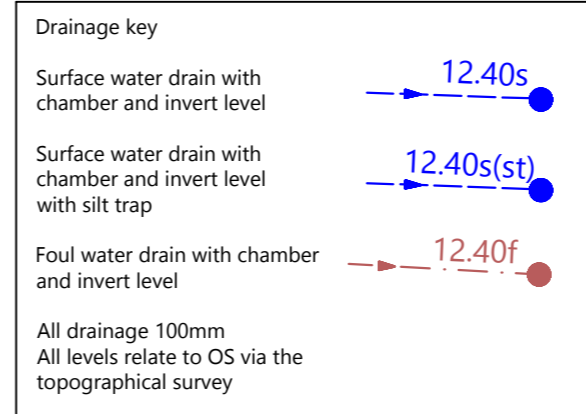 Drainage key
Surface water drain with
chamber and invert level
12.40s
Surface water drain with
chamber and invert level
with silt trap
12.40s(st)
Foul water drain with chamber
and invert level
12.40f
All drainage 100mm
All levels relate to OS via the
topographical survey